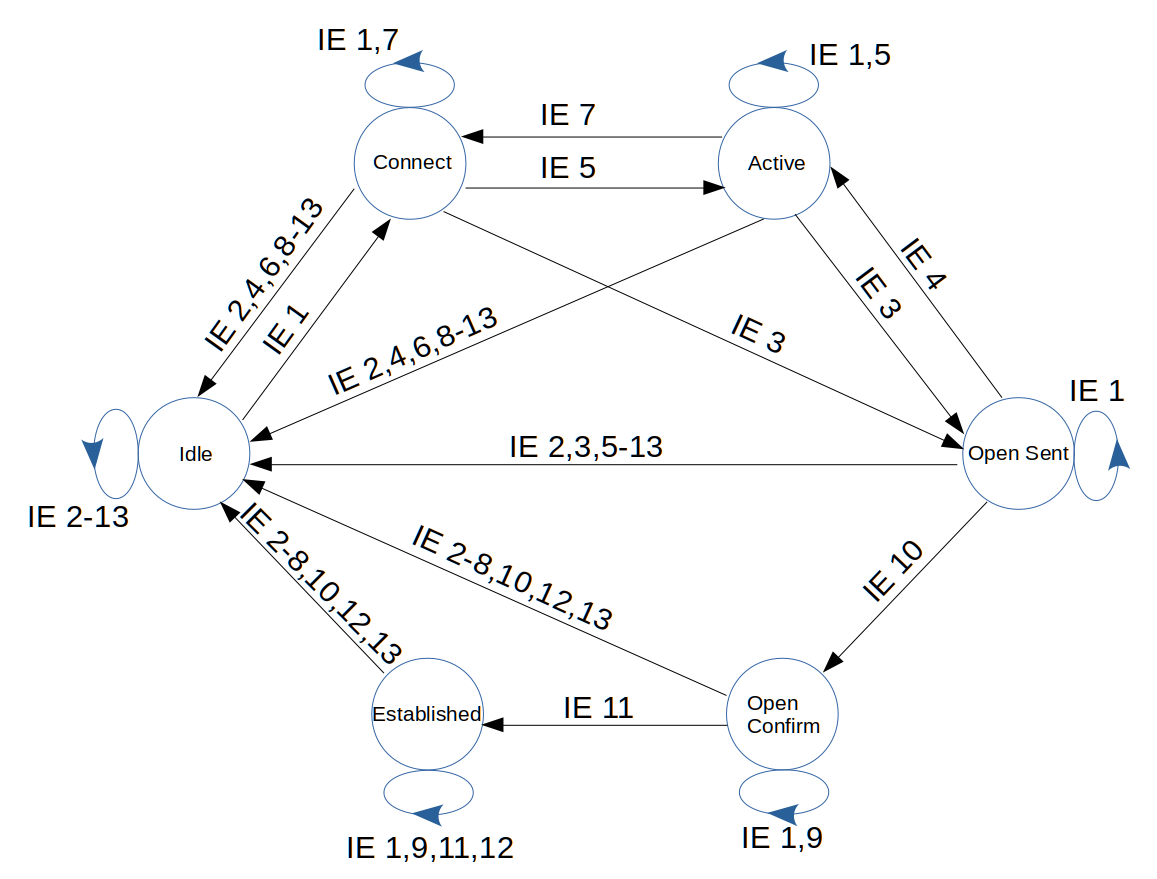 IE 1,7
IE 1,5
IE 7
Connect
Active
IE 5
IE 2,4,6,8-13
IE 1
IE 2,4,6,8-13
IE 3
IE 3
IE 4
IE 1
Idle
IE 2,3,5-13
Open Sent
IE 2-13
IE 2-8,10,12,13
IE 2-8,10,12,13
IE 10
Established
IE 11
Open
Confirm
IE 1,9,11,12
IE 1,9